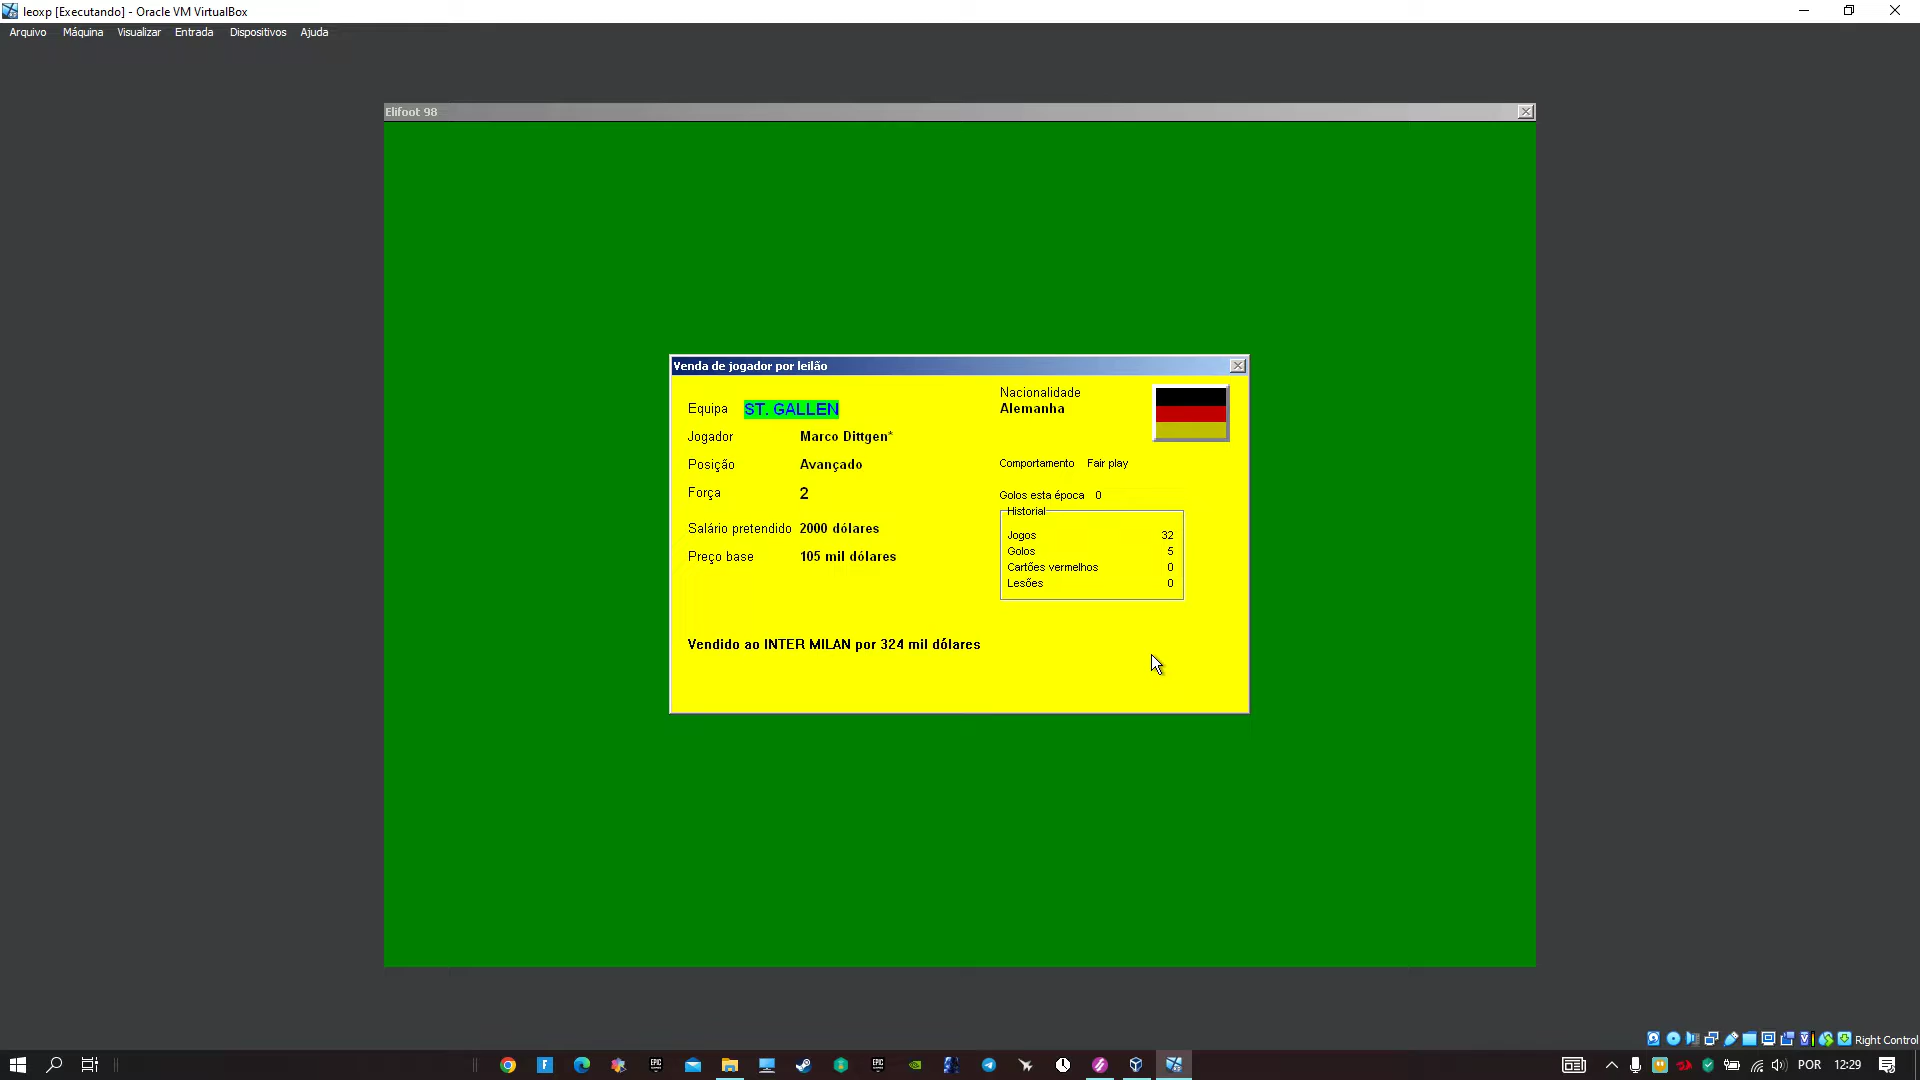 leoxp [Executando] - Oracle VM VirtualBox
Arquivo Máquina Visualizar Entrada Dispositivos Ajuda
Elifoot 98
Venda de jogador por leilão
Equipa ST. GALLEN
Jogador Marco Dittgen*
Posição Avançado
Força 2
Salário pretendido 2000 dólares
Preço base 105 mil dólares
Nacionalidade
Alemanha
Comportamento Fair play
Golos esta época 0
Historial
Jogos 32
Golos 5
Cartões vermelhos 0
Lesões 0
Vendido ao INTER MILAN por 324 mil dólares
Right Control
EPIC
EPIC
POR 12:29